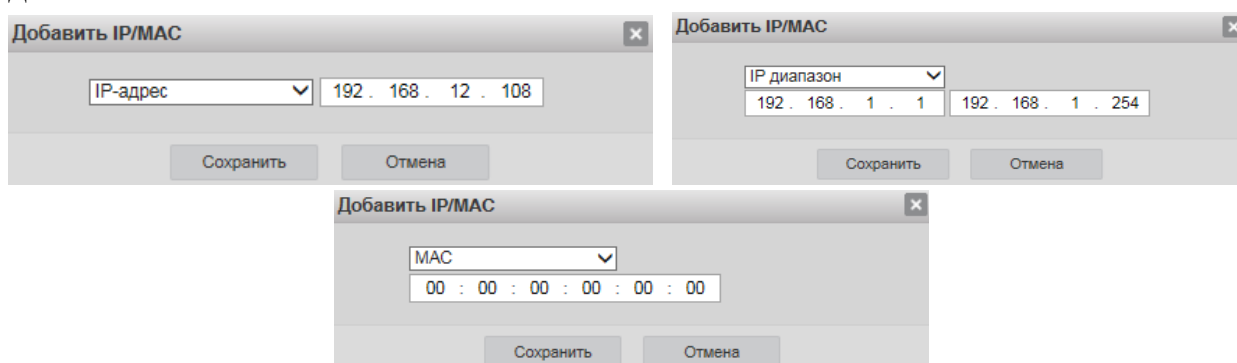 Добавить IP/MAC
IP-адрес 192 . 168 . 12 . 108
Сохранить Отмена
Добавить IP/MAC
IP диапазон
192 . 168 . 1 . 1 192 . 168 . 1 . 254
Сохранить Отмена
Добавить IP/MAC
MAC
00 : 00 : 00 : 00 : 00 : 00
Сохранить Отмена